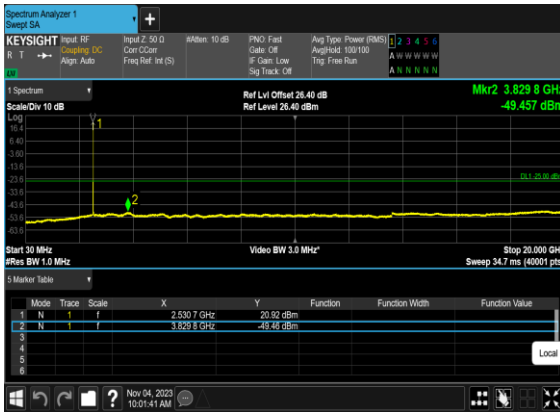 Spectrum Analyzer 1
Swept SA
+
KEYSIGHT Input: RF Input Z: 50 Ω #Atten: 10 dB PNO: Fast Avg Type: Power (RMS) 1 2 3 4 5 6
R T Coupling: DC Corr CCorr Gate: Off Avg|Hold: 100/100 A W W W W W
Align: Auto Freq Ref: Int (S) IF Gain: Low Trig: Free Run
Sig Track: Off A N N N N N
1 Spectrum
Ref Lvl Offset 26.40 dB Mkr2 3.829 8 GHz
Scale/Div 10 dB Ref Level 26.40 dBm -49.457 dBm
Log
16.4
1
6.40
-3.60
-13.6
-23.6
DL1 -25.00 dBm
-33.6
-43.6
2
-53.6
-63.6
Start 30 MHz Video BW 3.0 MHz* Stop 20.000 GHz
#Res BW 1.0 MHz Sweep 34.7 ms (40001 pts)
5 Marker Table
Mode Trace Scale X Y Function Function Width Function Value
1 N 1 f 2.530 7 GHz 20.92 dBm
2 N 1 f 3.829 8 GHz -49.46 dBm
3
4
5
6
Local
?
Nov 04, 2023
10:01:41 AM